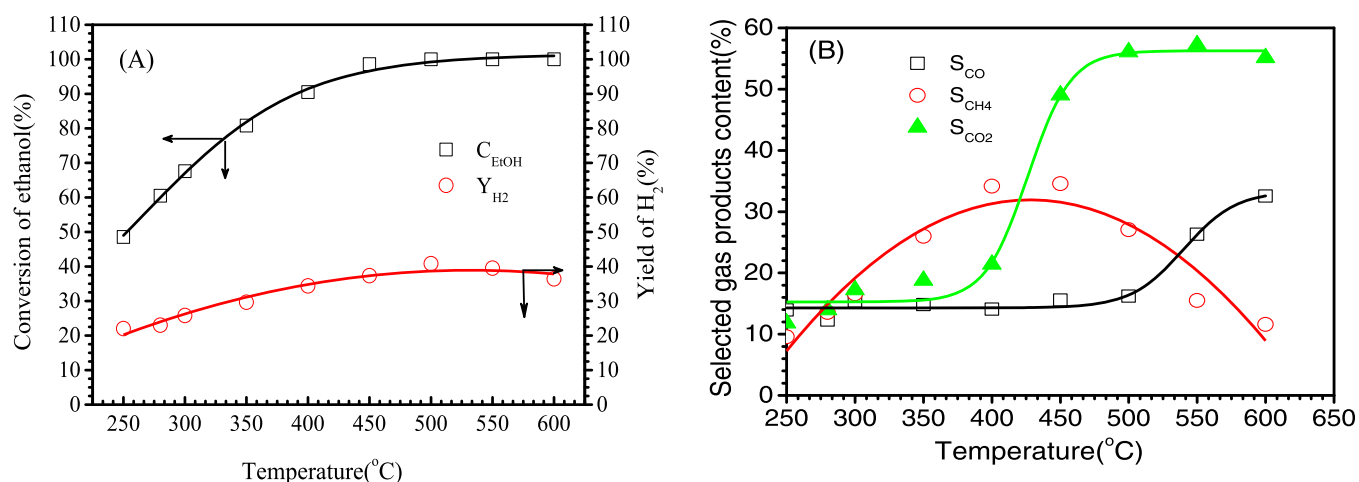 (A)
Conversion of ethanol(%)
110
100
90
80
70
60
50
40
30
20
10
0
C_EtOH
Y_H2
110
100
90
80
70
60
50
40
30
20
10
0
Yield of H₂(%)
250 300 350 400 450 500 550 600
Temperature(°C)
(B)
Selected gas products content(%)
60
50
40
30
20
10
0
S_CO
S_CH4
S_CO2
250 300 350 400 450 500 550 600 650
Temperature(°C)